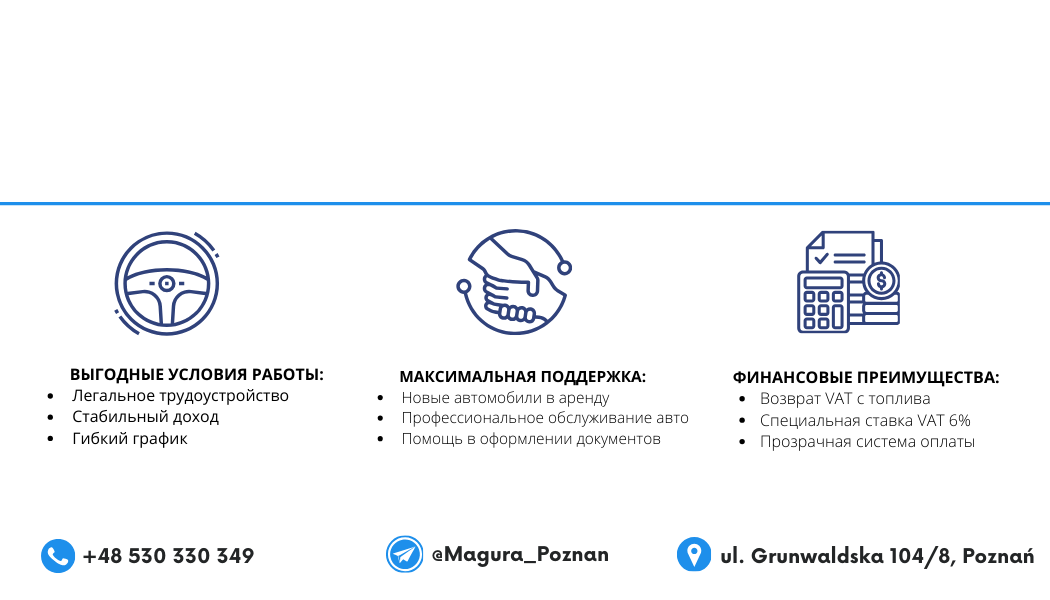 ВЫГОДНЫЕ УСЛОВИЯ РАБОТЫ:
• Легальное трудоустройство
• Стабильный доход
• Гибкий график
МАКСИМАЛЬНАЯ ПОДДЕРЖКА:
• Новые автомобили в аренду
• Профессиональное обслуживание авто
• Помощь в оформлении документов
ФИНАНСОВЫЕ ПРЕИМУЩЕСТВА:
• Возврат VAT с топлива
• Специальная ставка VAT 6%
• Прозрачная система оплаты
+48 530 330 349
@Magura_Poznan
ul. Grunwaldska 104/8, Poznań